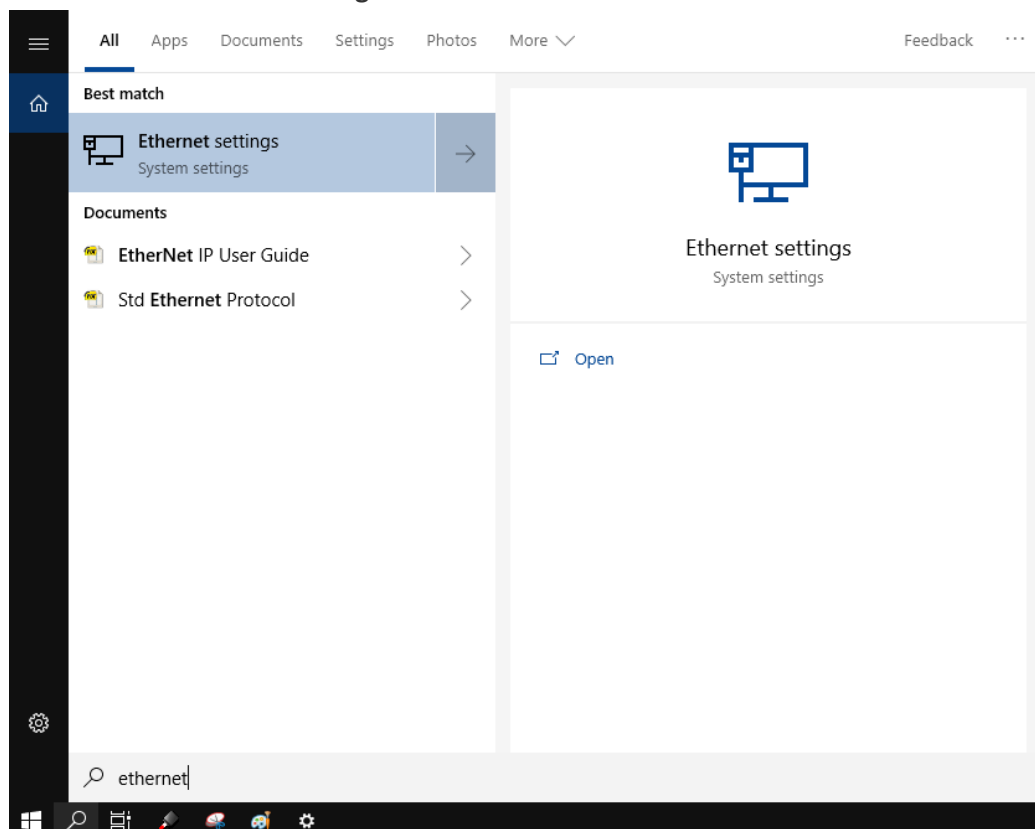 All Apps Documents Settings Photos More Feedback ...
Best match
Ethernet settings
System settings
Documents
EtherNet IP User Guide
Std Ethernet Protocol
Ethernet settings
System settings
Open
ethernet